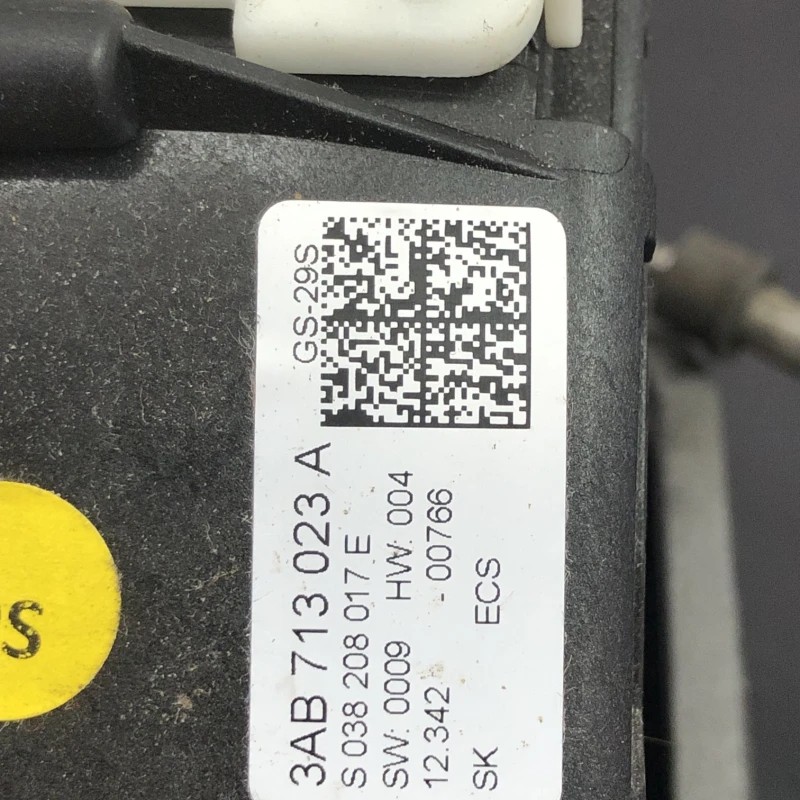 GS-29S
3AB 713 023 A
S 038 208 017 E
SW: 0009 HW: 004
12.342 - 00766
SK ECS
S